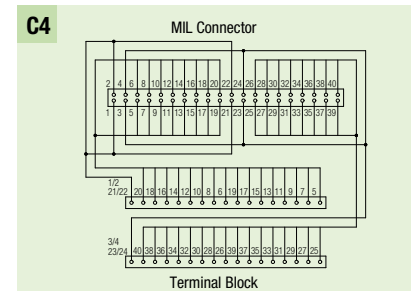 C4
MIL Connector
2 4 6 8 10 12 14 16 18 20 22 24 26 28 30 32 34 36 38 40
1 3 5 7 9 11 13 15 17 19 21 23 25 27 29 31 33 35 37 39
1/2
21/22 20 18 16 14 12 10 8 6 19 17 15 13 11 9 7 5
3/4
23/24 40 38 36 34 32 30 28 26 39 37 35 33 31 29 27 25
Terminal Block